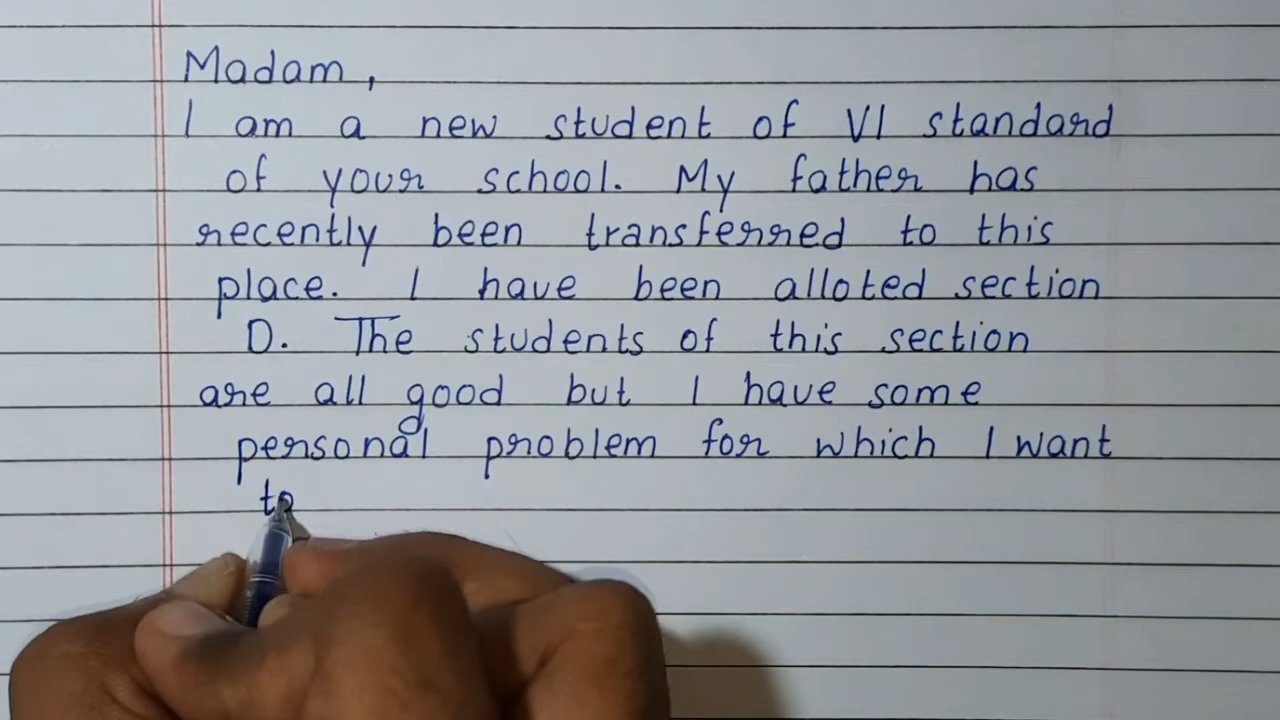 Madam,
I am a new student of VI standard
of your school. My father has
recently been transferred to this
place. I have been alloted section
D. The students of this section
are all good but I have some
personal problem for which I want
to